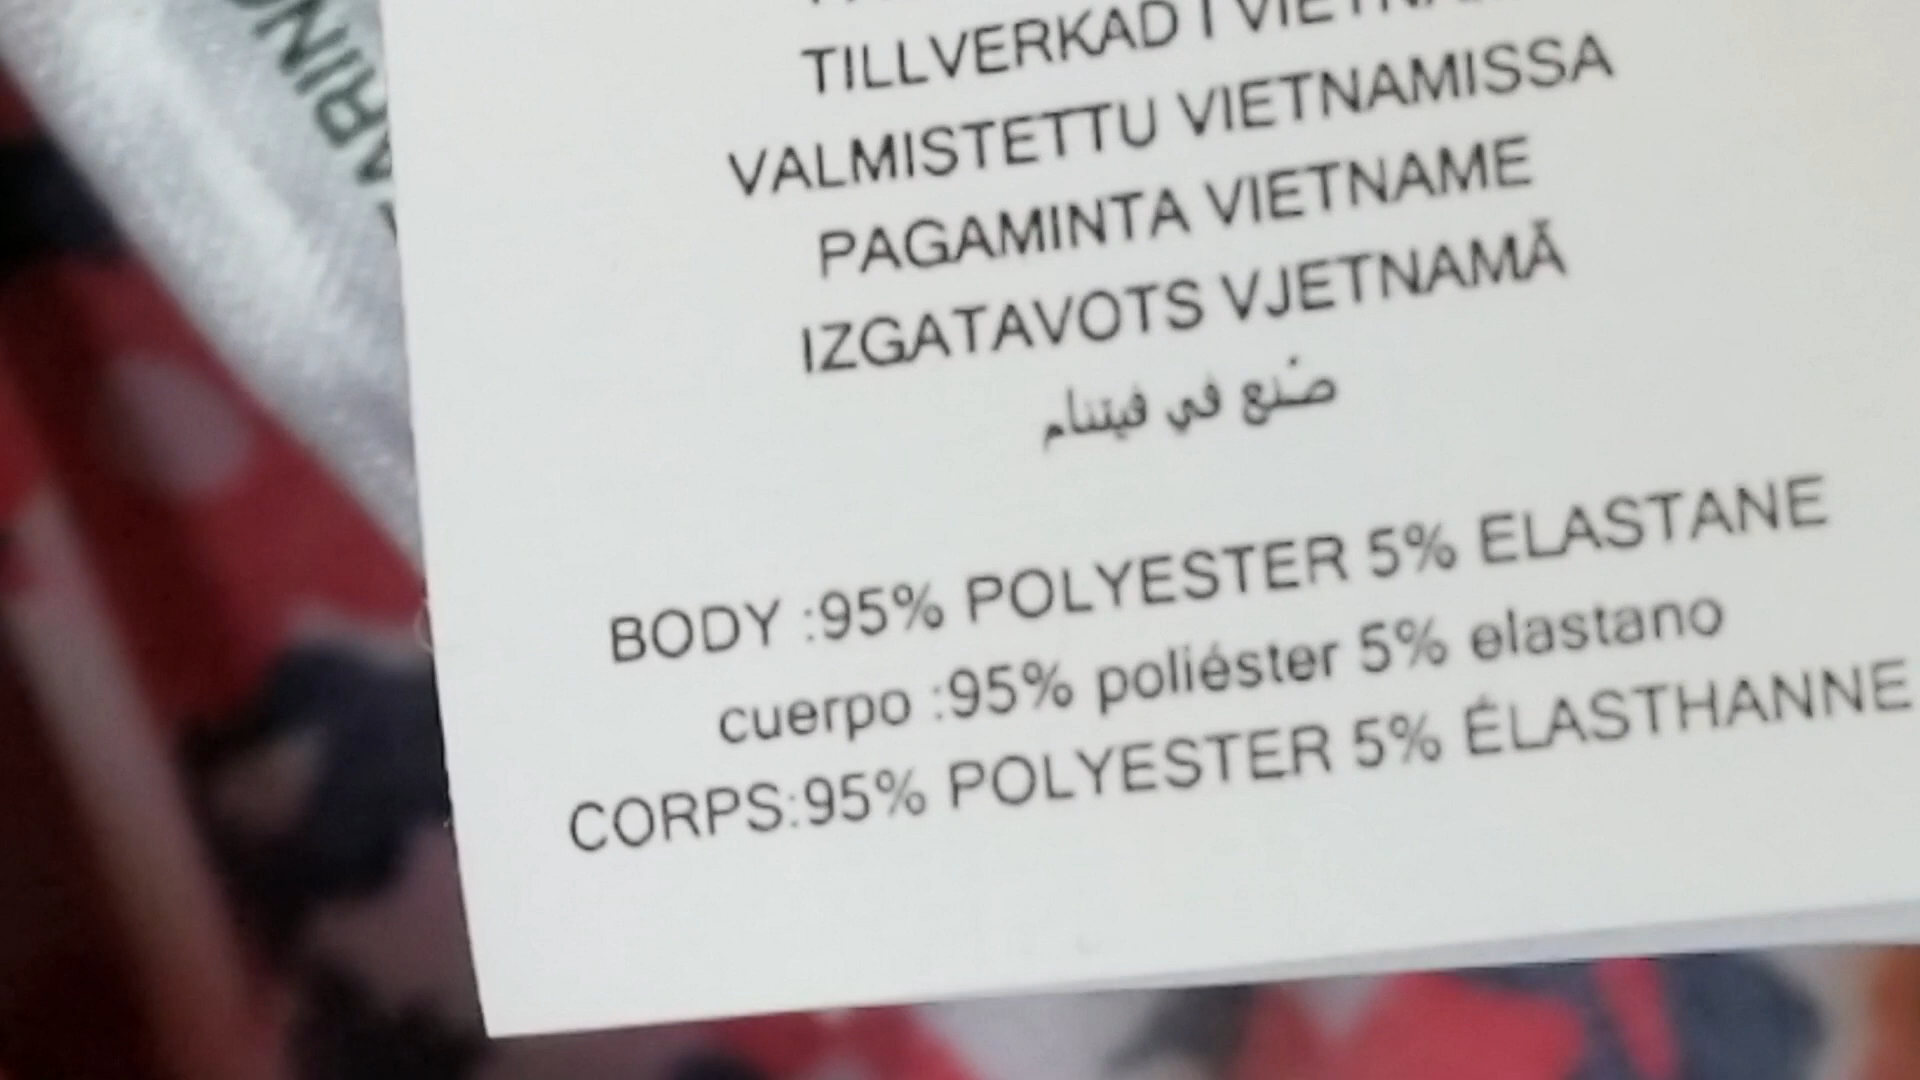 TILLVERKAD I
VALMISTETTU VIETNAMISSA
PAGAMINTA VIETNAME
IZGATAVOTS VJETNAMĀ
صنع في فيتنام
BODY :95% POLYESTER 5% ELASTANE
cuerpo :95% poliéster 5% elastano
CORPS:95% POLYESTER 5% ÉLASTHANNE